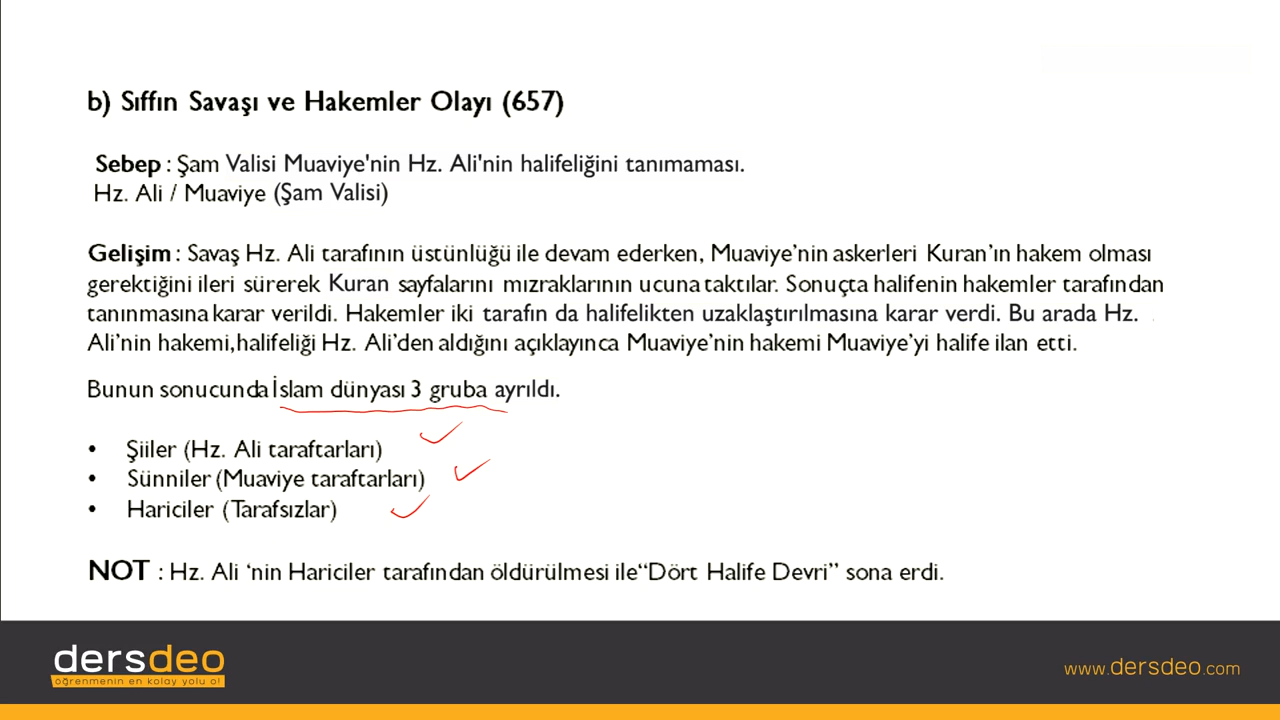 b) Sıffın Savaşı ve Hakemler Olayı (657)
Sebep : Şam Valisi Muaviye'nin Hz. Ali'nin halifeliğini tanımaması.
Hz. Ali / Muaviye (Şam Valisi)
Gelişim : Savaş Hz. Ali tarafının üstünlüğü ile devam ederken, Muaviye’nin askerleri Kuran’ın hakem olması
gerektiğini ileri sürerek Kuran sayfalarını mızraklarının ucuna taktılar. Sonuçta halifenin hakemler tarafından
tanınmasına karar verildi. Hakemler iki tarafın da halifelikten uzaklaştırılmasına karar verdi. Bu arada Hz.
Ali’nin hakemi,halifeliği Hz. Ali’den aldığını açıklayınca Muaviye’nin hakemi Muaviye’yi halife ilan etti.
Bunun sonucunda İslam dünyası 3 gruba ayrıldı.
• Şiiler (Hz. Ali taraftarları)
• Sünniler (Muaviye taraftarları)
• Hariciler (Tarafsızlar)
NOT : Hz. Ali ‘nin Hariciler tarafından öldürülmesi ile“Dört Halife Devri” sona erdi.
dersdeo
öğrenmenin en kolay yolu o!
www.dersdeo.com